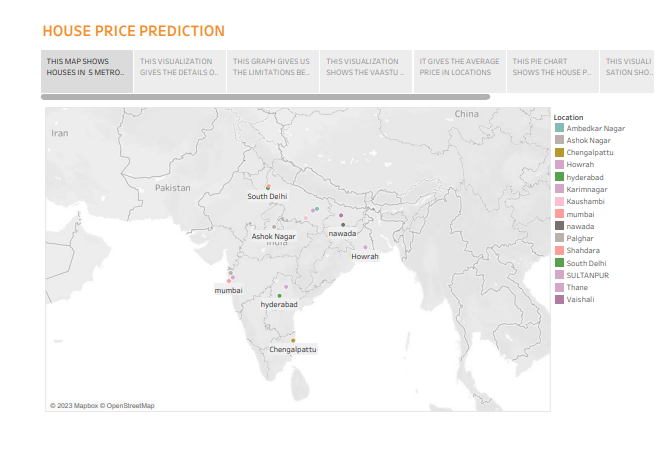 HOUSE PRICE PREDICTION
THIS MAP SHOWS
HOUSES IN 5 METRO..
THIS VISUALIZATION
GIVES THE DETAILS O..
THIS GRAPH GIVES US
THE LIMITATIONS BE..
THIS VISUALIZATION
SHOWS THE VAASTU ..
IT GIVES THE AVERAGE
PRICE IN LOCATIONS
THIS PIE CHART
SHOWS THE HOUSE P...
THIS VISUALI
SATION SHO..
China
Iran
Pakistan
South Delhi
Ashok Nagar
India
nawada
Howrah
mumbai
hyderabad
Chengalpattu
© 2023 Mapbox © OpenStreetMap
Location
Ambedkar Nagar
Ashok Nagar
Chengalpattu
Howrah
hyderabad
Karimnagar
Kaushambi
mumbai
nawada
Palghar
Shahdara
South Delhi
SULTANPUR
Thane
Vaishali